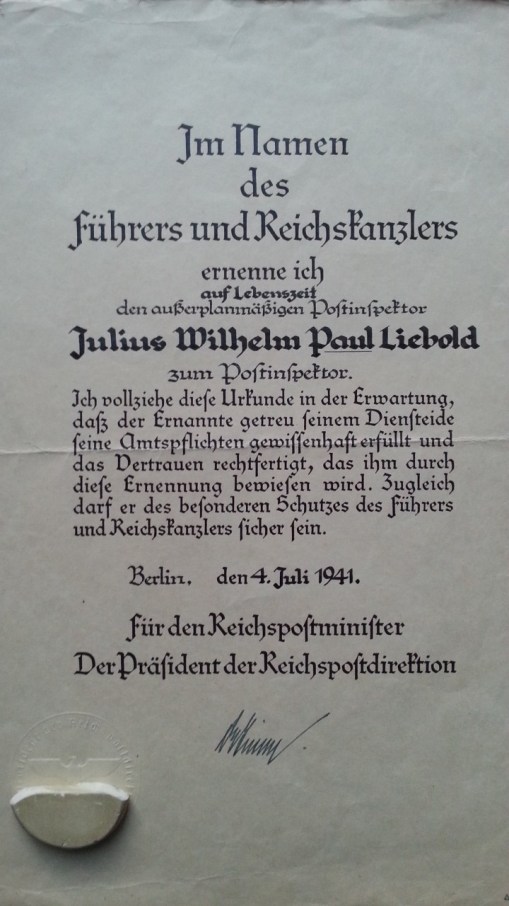 Im Namen
des
Führers und Reichskanzlers
ernenne ich
auf Lebenszeit
den außerplanmäßigen Postinspektor
Julius Wilhelm Paul Liebold
zum Postinspektor.
Ich vollziehe diese Urkunde in der Erwartung,
daß der Ernannte getreu seinem Diensteide
seine Amtspflichten gewissenhaft erfüllt und
das Vertrauen rechtfertigt, das ihm durch
diese Ernennung bewiesen wird. Zugleich
darf er des besonderen Schutzes des Führers
und Reichskanzlers sicher sein.
Berlin, den 4. Juli 1941.
Für den Reichspostminister
Der Präsident der Reichspostdirektion